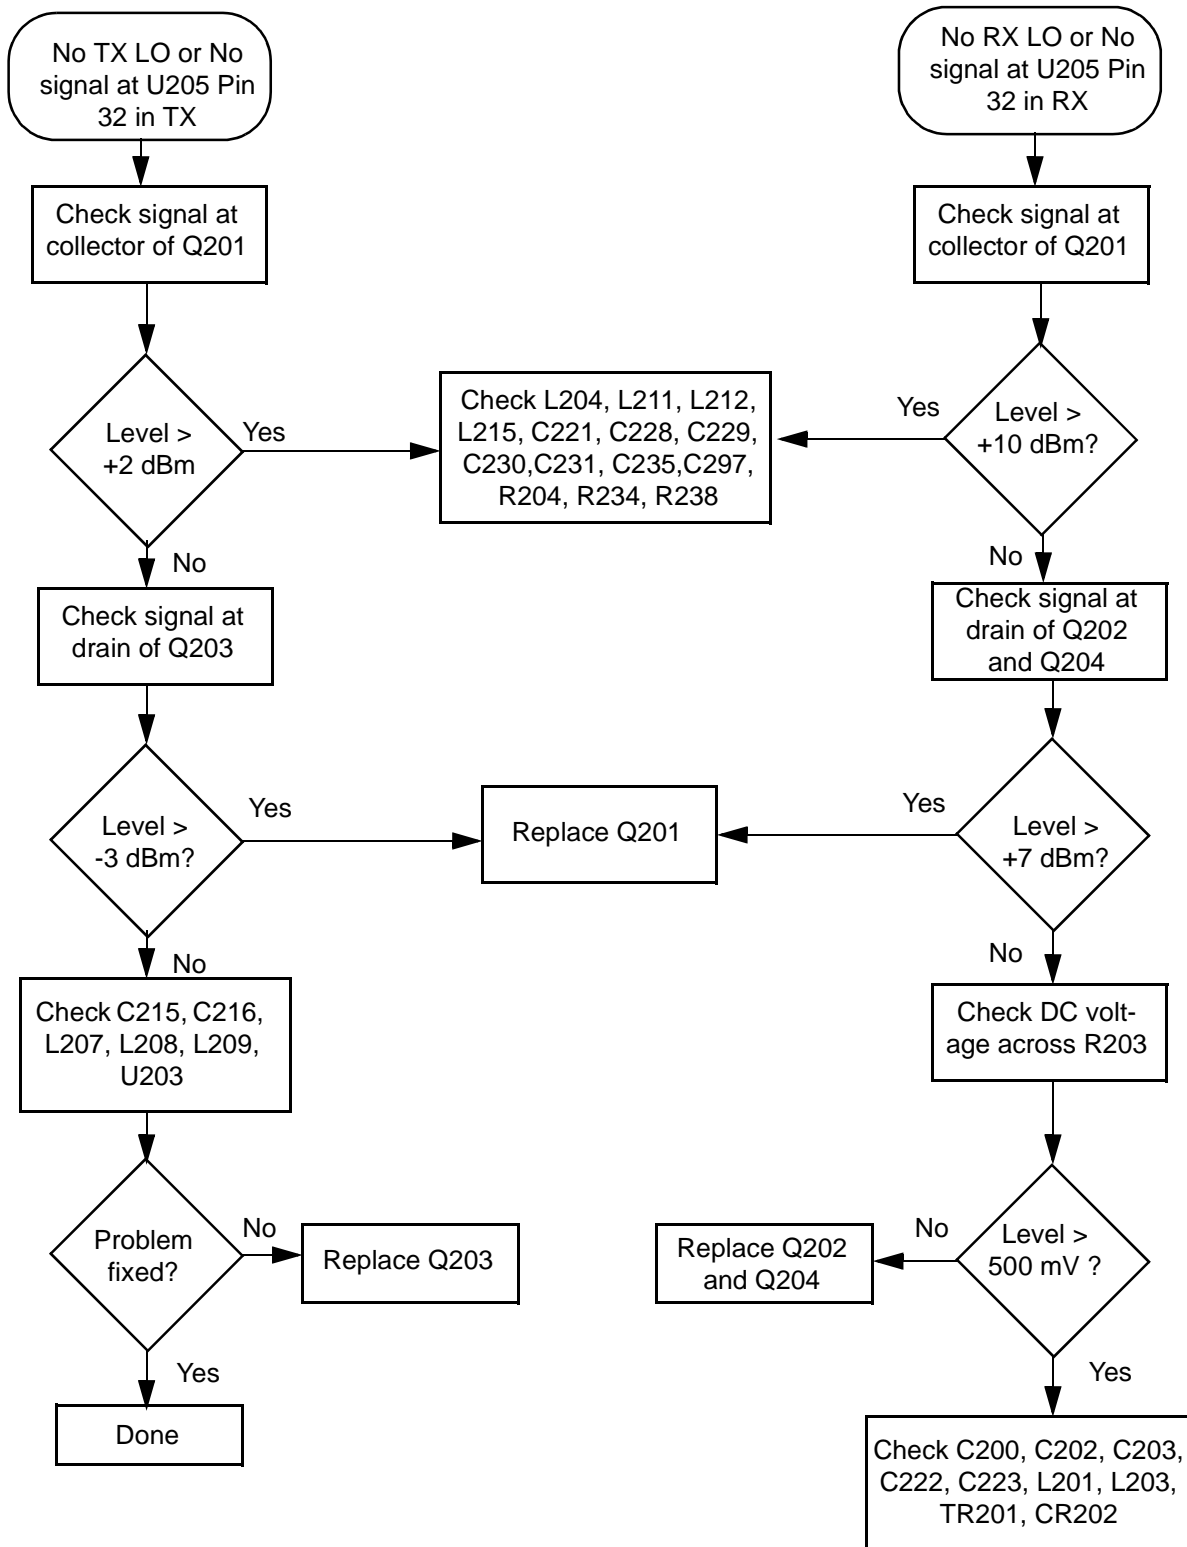 No TX LO or No
signal at U205 Pin
32 in TX
Check signal at
collector of Q201
Level >
+2 dBm
Yes
No
Check signal at
drain of Q203
Level >
-3 dBm?
Yes
No
Check C215, C216,
L207, L208, L209,
U203
Problem
fixed?
No
Replace Q203
Yes
Done
Check L204, L211, L212,
L215, C221, C228, C229,
C230,C231, C235,C297,
R204, R234, R238
Replace Q201
No RX LO or No
signal at U205 Pin
32 in RX
Check signal at
collector of Q201
Yes
Level >
+10 dBm?
No
Check signal at
drain of Q202
and Q204
Yes
Level >
+7 dBm?
No
Check DC volt-
age across R203
Level >
500 mV ?
No
Replace Q202
and Q204
Yes
Check C200, C202, C203,
C222, C223, L201, L203,
TR201, CR202